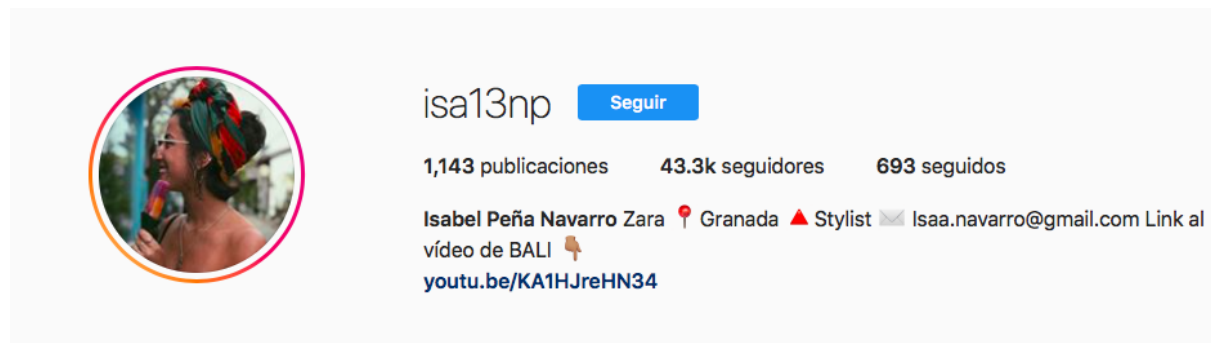 isa13np Seguir
1,143 publicaciones 43.3k seguidores 693 seguidos
Isabel Peña Navarro Zara 📍 Granada 🔺 Stylist ✉️ Isaa.navarro@gmail.com Link al
vídeo de BALI 👇🏽
youtu.be/KA1HJreHN34